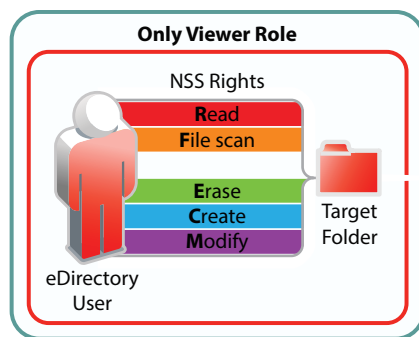 Only Viewer Role
NSS Rights
Read
File scan
Erase
Create
Modify
Target
Folder
eDirectory
User